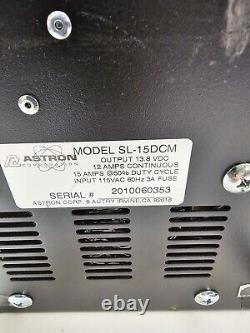 ASTRON
CORPORATION
MODEL SL-15DCM
OUTPUT 13.8 VDC
12 AMPS CONTINUOUS
15 AMPS @50% DUTY CYCLE
INPUT 115VAC 60Hz 3A FUSE
SERIAL # 2010060353
ASTRON CORP. 9 AUTRY IRVINE, CA 92618